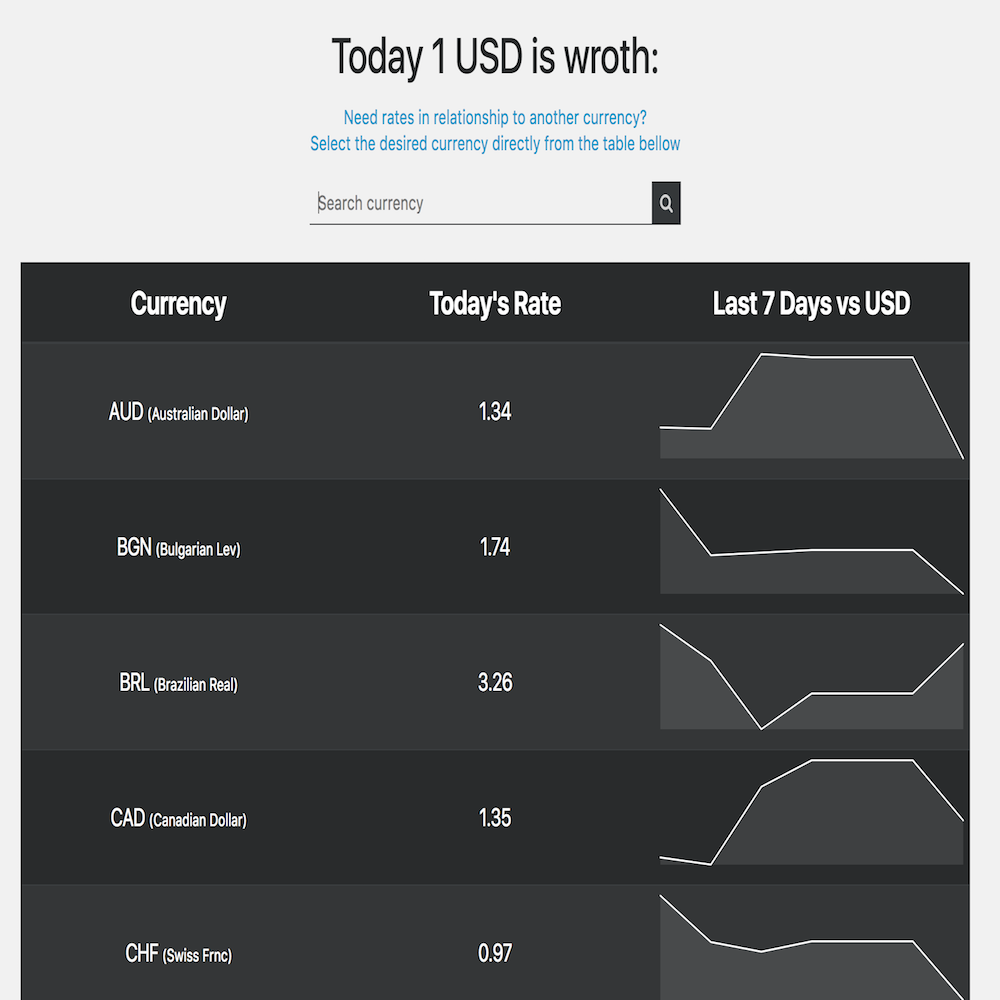 Today 1 USD is wroth:
Need rates in relationship to another currency?
Select the desired currency directly from the table bellow
Search currency
Currency Today's Rate Last 7 Days vs USD
AUD (Australian Dollar) 1.34
BGN (Bulgarian Lev) 1.74
BRL (Brazilian Real) 3.26
CAD (Canadian Dollar) 1.35
CHF (Swiss Frnc) 0.97